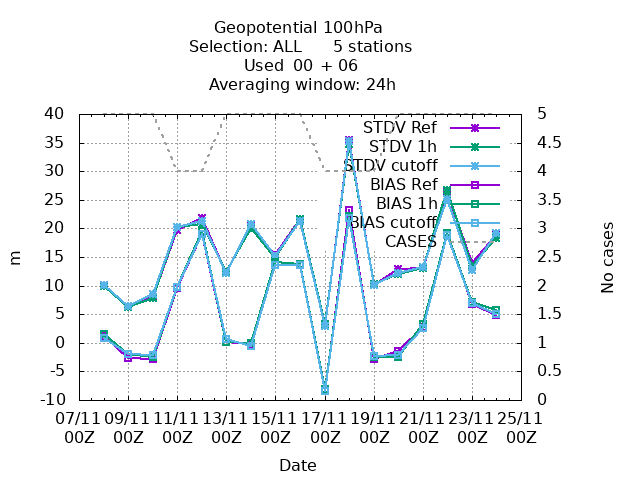 Geopotential 100hPa
Selection: ALL 5 stations
Used 00 + 06
Averaging window: 24h
40
35
30
25
20
15
10
5
0
-5
-10
m
5
4.5
4
3.5
3
2.5
2
1.5
1
0.5
0
No cases
STDV Ref
STDV 1h
STDV cutoff
BIAS Ref
BIAS 1h
BIAS cutoff
CASES
07/11 09/11 11/11 13/11 15/11 17/11 19/11 21/11 23/11 25/11
00Z 00Z 00Z 00Z 00Z 00Z 00Z 00Z 00Z 00Z
Date